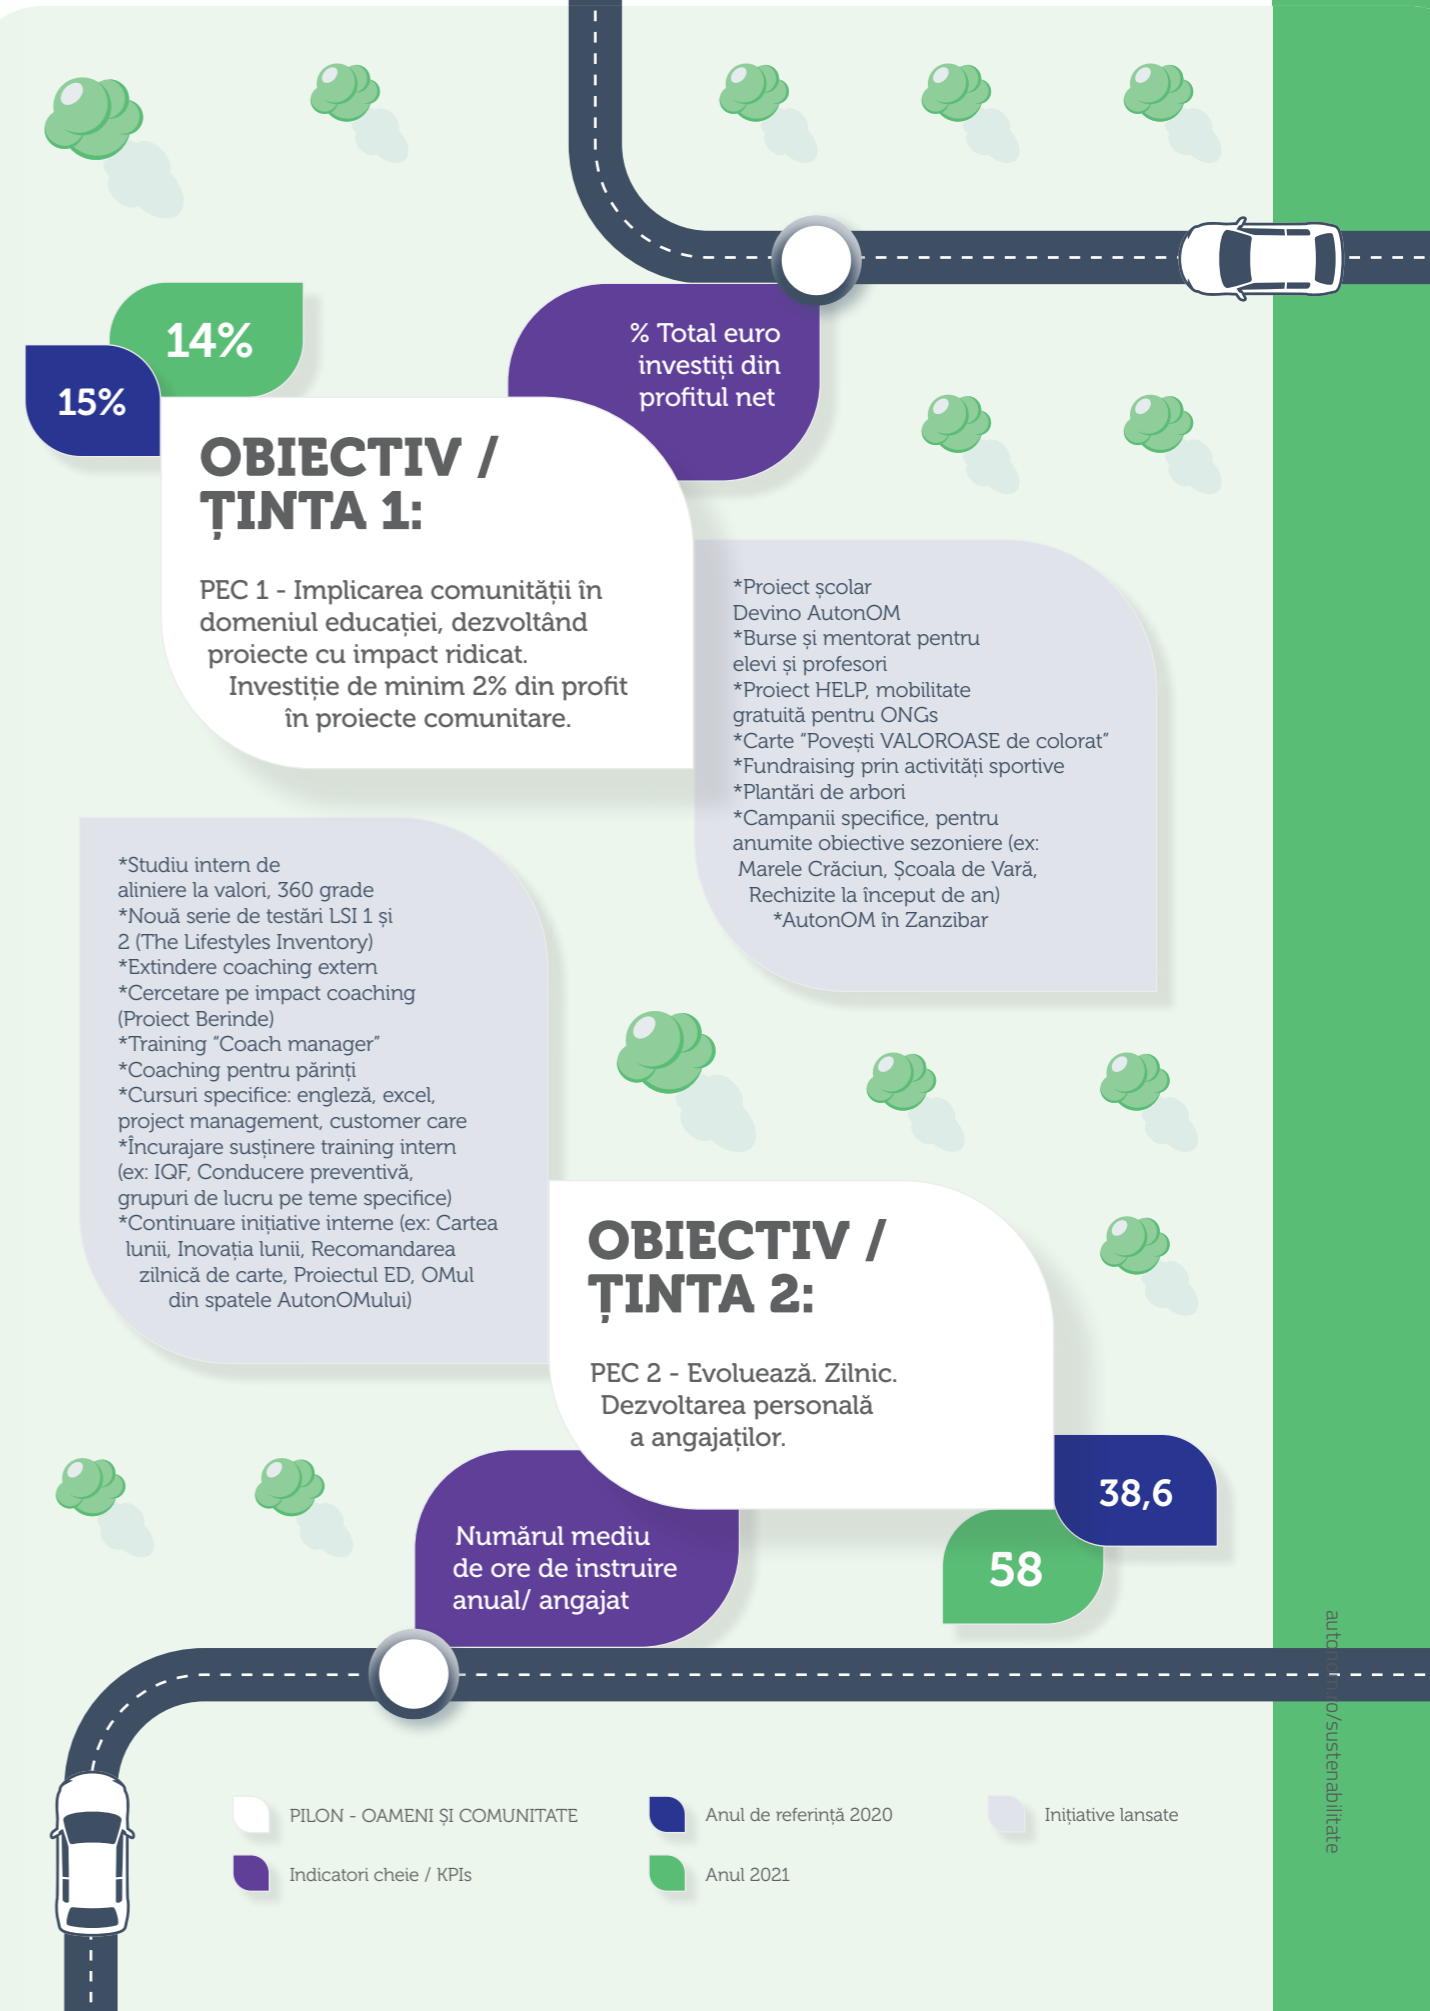 14%
15%
% Total euro
investiți din
profitul net
OBIECTIV /
ȚINTA 1:
PEC 1 - Implicarea comunității în
domeniul educației, dezvoltând
proiecte cu impact ridicat.
Investiție de minim 2% din profit
în proiecte comunitare.
*Proiect școlar
Devino AutonOM
*Burse și mentorat pentru
elevi și profesori
*Proiect HELP, mobilitate
gratuită pentru ONGs
*Carte “Povești VALOROASE de colorat”
*Fundraising prin activități sportive
*Plantări de arbori
*Campanii specifice, pentru
anumite obiective sezoniere (ex:
Marele Crăciun, Școala de Vară,
Rechizite la început de an)
*AutonOM în Zanzibar
*Studiu intern de
aliniere la valori, 360 grade
*Nouă serie de testări LSI 1 și
2 (The Lifestyles Inventory)
*Extindere coaching extern
*Cercetare pe impact coaching
(Proiect Berinde)
*Training “Coach manager”
*Coaching pentru părinți
*Cursuri specifice: engleză, excel,
project management, customer care
*Încurajare susținere training intern
(ex: IQF, Conducere preventivă,
grupuri de lucru pe teme specifice)
*Continuare inițiative interne (ex: Cartea
lunii, Inovația lunii, Recomandarea
zilnică de carte, Proiectul ED, OMul
din spatele AutonOMului)
OBIECTIV /
ȚINTA 2:
PEC 2 - Evoluează. Zilnic.
Dezvoltarea personală
a angajaților.
38,6
58
Numărul mediu
de ore de instruire
anual/ angajat
PILON - OAMENI ȘI COMUNITATE
Anul de referință 2020
Inițiative lansate
Indicatori cheie / KPIs
Anul 2021
autonom.ro/sustenabilitate